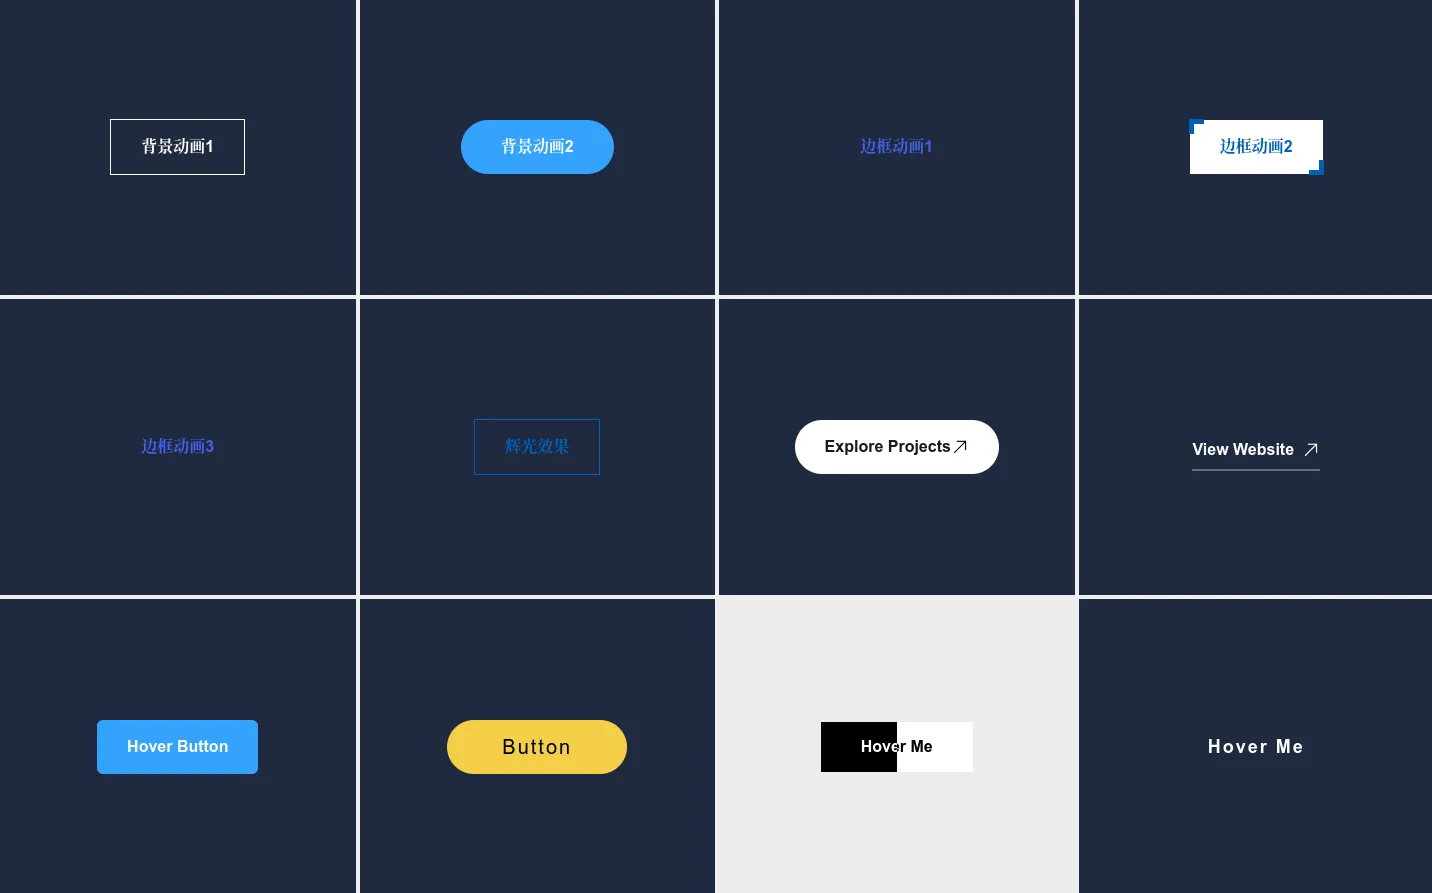 背景动画1
背景动画2
边框动画1
边框动画2
边框动画3
辉光效果
Explore Projects
View Website
Hover Button
Button
Hover Me
Hover Me